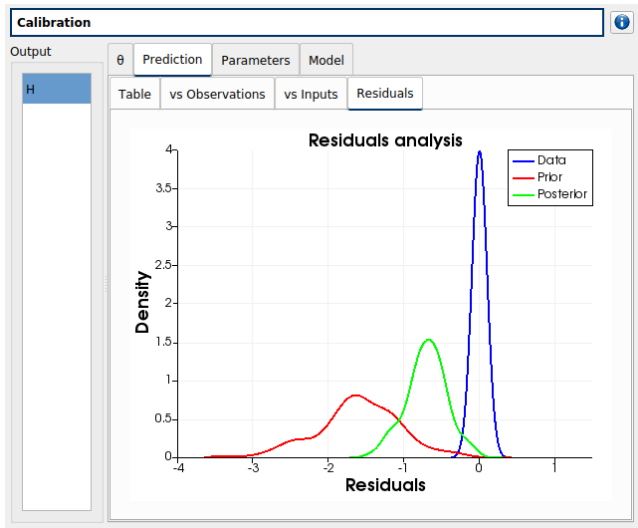 Calibration
Output
H
θ Prediction Parameters Model
Table vs Observations vs Inputs Residuals
Residuals analysis
Data
Prior
Posterior
4
3.5
3
2.5
2
1.5
1
0.5
0
Density
-4 -3 -2 -1 0 1
Residuals